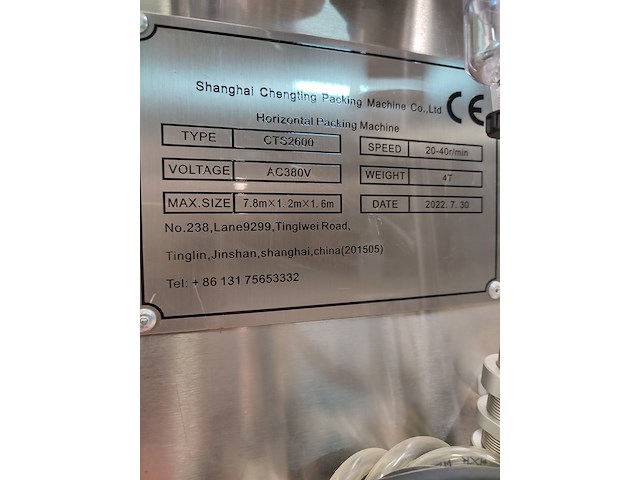 Shanghai Chengting Packing Machine Co.,Ltd CE
Horizontal Packing Machine
TYPE CTS2600 SPEED 20-40r/min
VOLTAGE AC380V WEIGHT 4T
MAX.SIZE 7.8m×1.2m×1.6m DATE 2022.7.30
No.238,Lane9299,Tinglwei Road,
Tinglin,Jinshan,shanghai,china(201505)
Tel: + 86 131 75653332